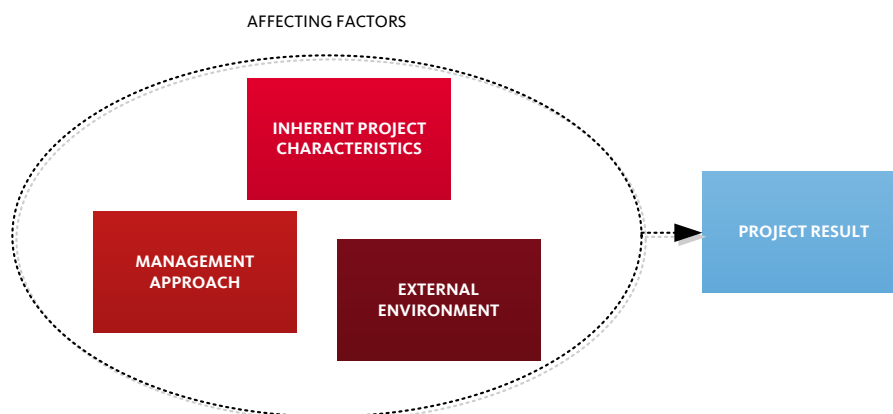 AFFECTING FACTORS
INHERENT PROJECT
CHARACTERISTICS
MANAGEMENT
APPROACH
EXTERNAL
ENVIRONMENT
PROJECT RESULT